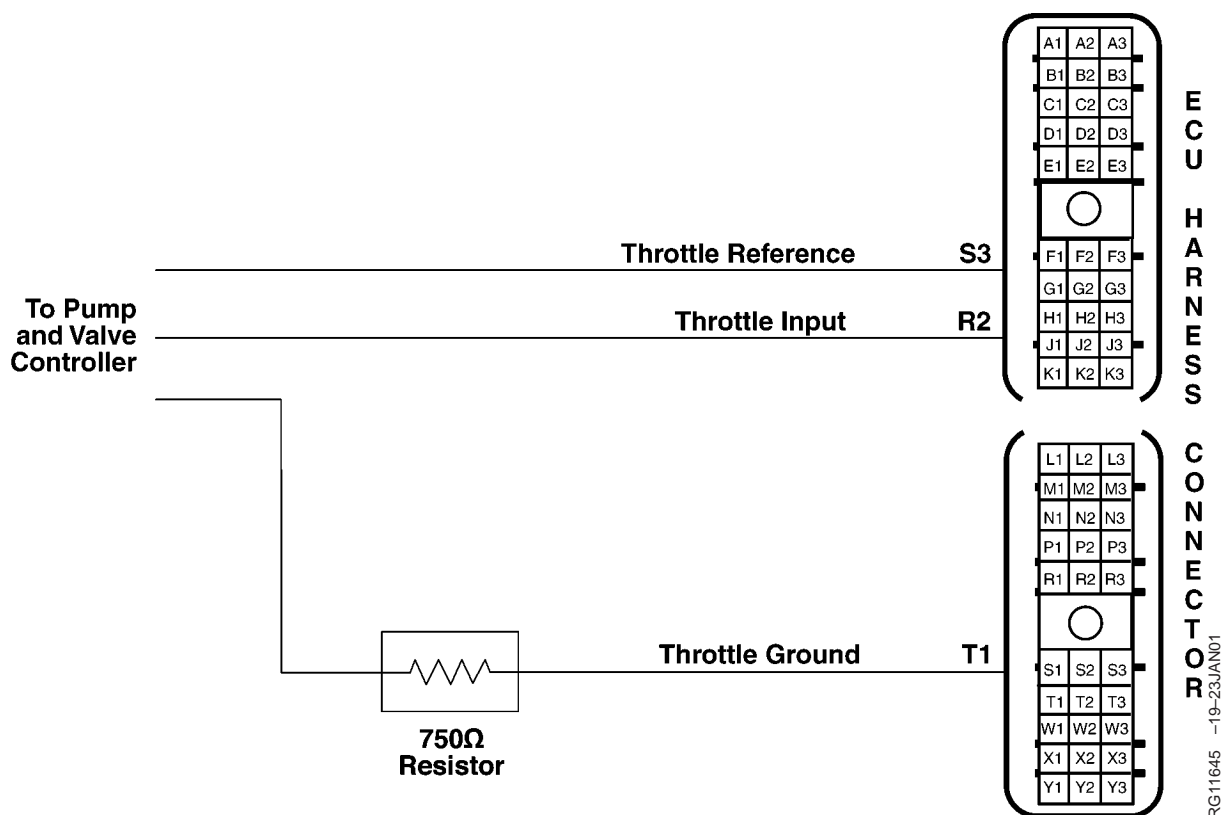 A1 A2 A3
B1 B2 B3
C1 C2 C3
D1 D2 D3
E1 E2 E3
F1 F2 F3
G1 G2 G3
H1 H2 H3
J1 J2 J3
K1 K2 K3
ECU HARNESS CONNECTOR
Throttle Reference S3
Throttle Input R2
To Pump
and Valve
Controller
L1 L2 L3
M1 M2 M3
N1 N2 N3
P1 P2 P3
R1 R2 R3
S1 S2 S3
T1 T2 T3
W1 W2 W3
X1 X2 X3
Y1 Y2 Y3
Throttle Ground T1
750Ω
Resistor
RG11645 –19–23JAN01